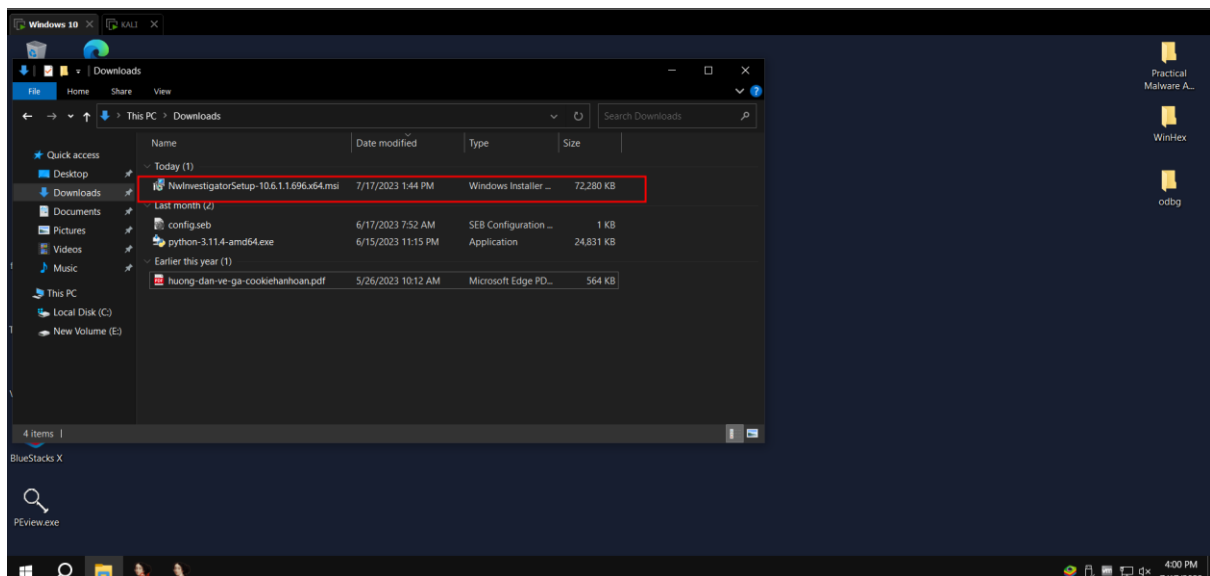 Windows 10 KALI
Downloads
File Home Share View
This PC > Downloads Search Downloads
Name Date modified Type Size
Quick access
Today (1)
Desktop
NwInvestigatorSetup-10.6.1.1.696.x64.msi 7/17/2023 1:44 PM Windows Installer ... 72,280 KB
Downloads
Last month (2)
Documents
config.seb 6/17/2023 7:52 AM SEB Configuration ... 1 KB
Pictures
python-3.11.4-amd64.exe 6/15/2023 11:15 PM Application 24,831 KB
Videos
Earlier this year (1)
Music
huong-dan-ve-ga-cookiehanhoan.pdf 5/26/2023 10:12 AM Microsoft Edge PD... 564 KB
This PC
Local Disk (C:)
New Volume (E:)
4 items
BlueStacks X
PEview.exe
Practical
Malware A...
WinHex
odbg
4:00 PM